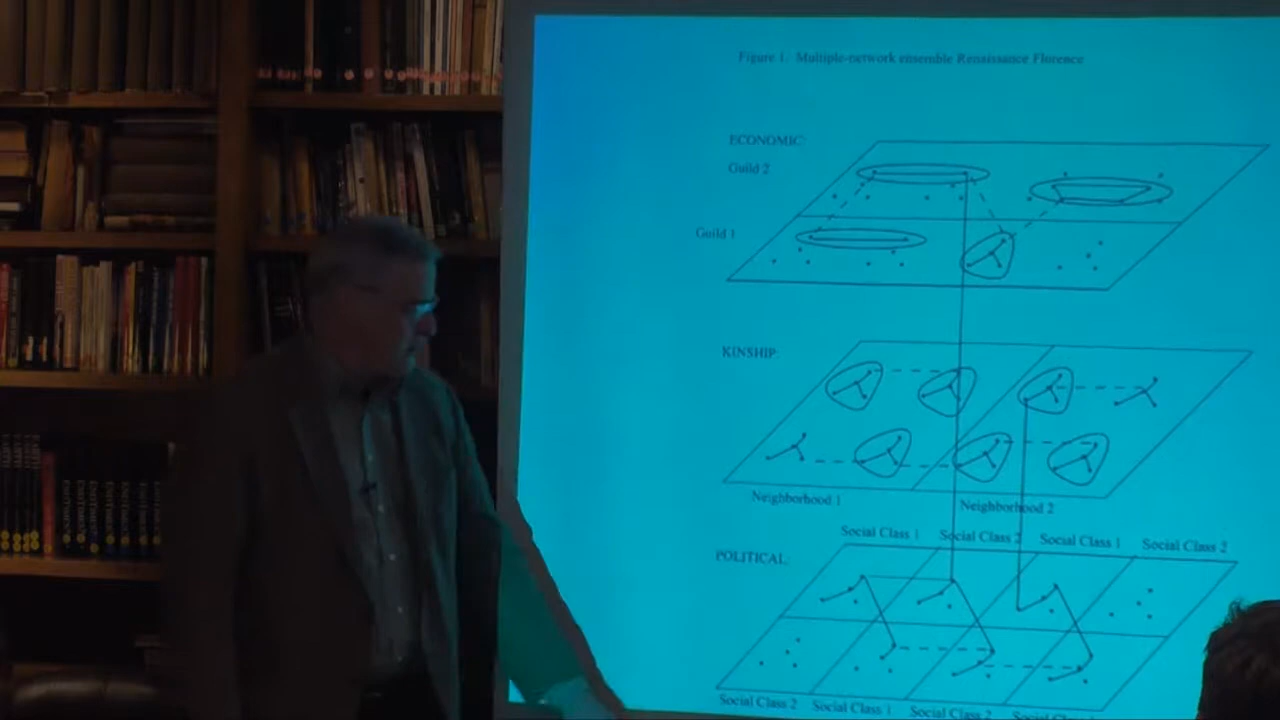 Figure 1. Multiple-network ensemble Renaissance Florence
ECONOMIC:
Guild 2
Guild 1
KINSHIP:
Neighborhood 1
Neighborhood 2
Social Class 1 Social Class 2 Social Class 1 Social Class 2
POLITICAL:
Social Class 2 Social Class 1 Social Class 2